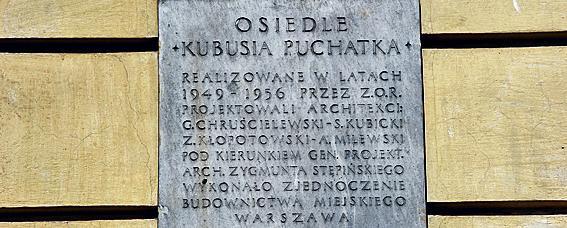 OSIEDLE
KUBUSIA PUCHATKA
REALIZOWANE W LATACH
1949-1956 PRZEZ Z.O.R.
PROJEKTOWALI ARCHITEKCI:
G.CHRUŚCIELEWSKI-S.KUBICKI
Z.KŁOPOTOWSKI-A.MILEWSKI
POD KIERUNKIEM GEN. PROJEKT.
ARCH. ZYGMUNTA STĘPIŃSKIEGO
WYKONAŁO ZJEDNOCZENIE
BUDOWNICTWA MIEJSKIEGO
WARSZAWA